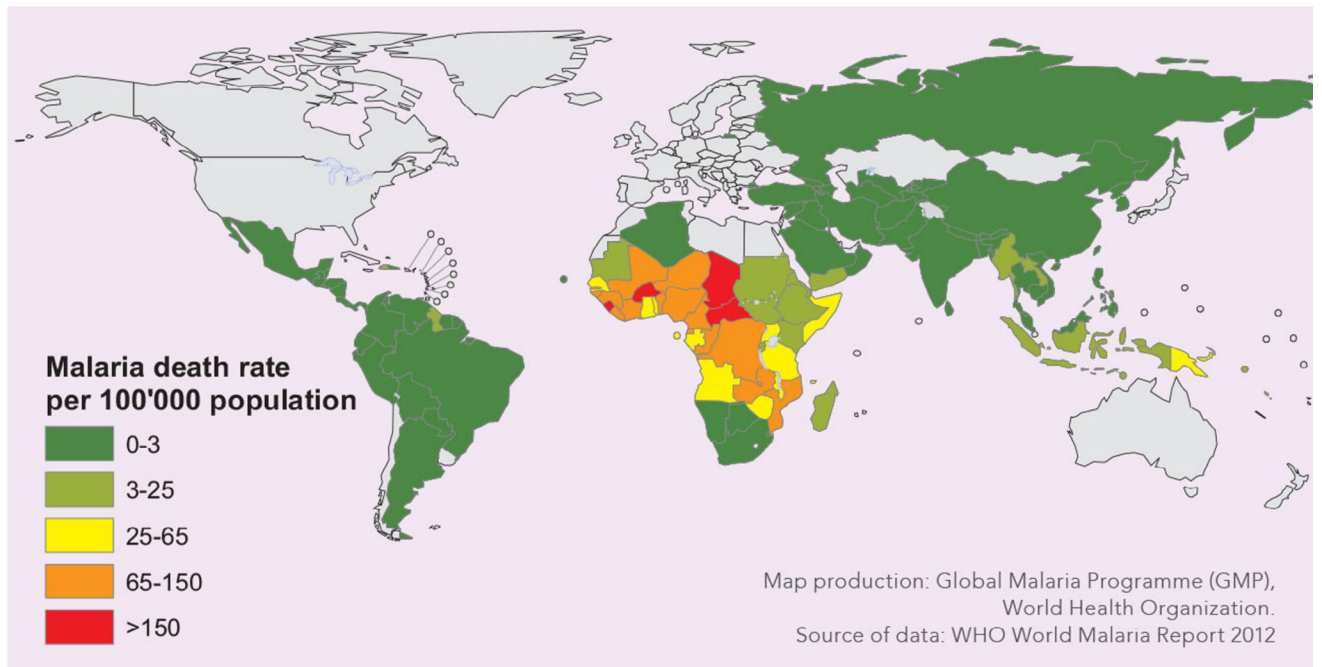 Malaria death rate
per 100'000 population
0-3
3-25
25-65
65-150
>150
Map production: Global Malaria Programme (GMP),
World Health Organization.
Source of data: WHO World Malaria Report 2012